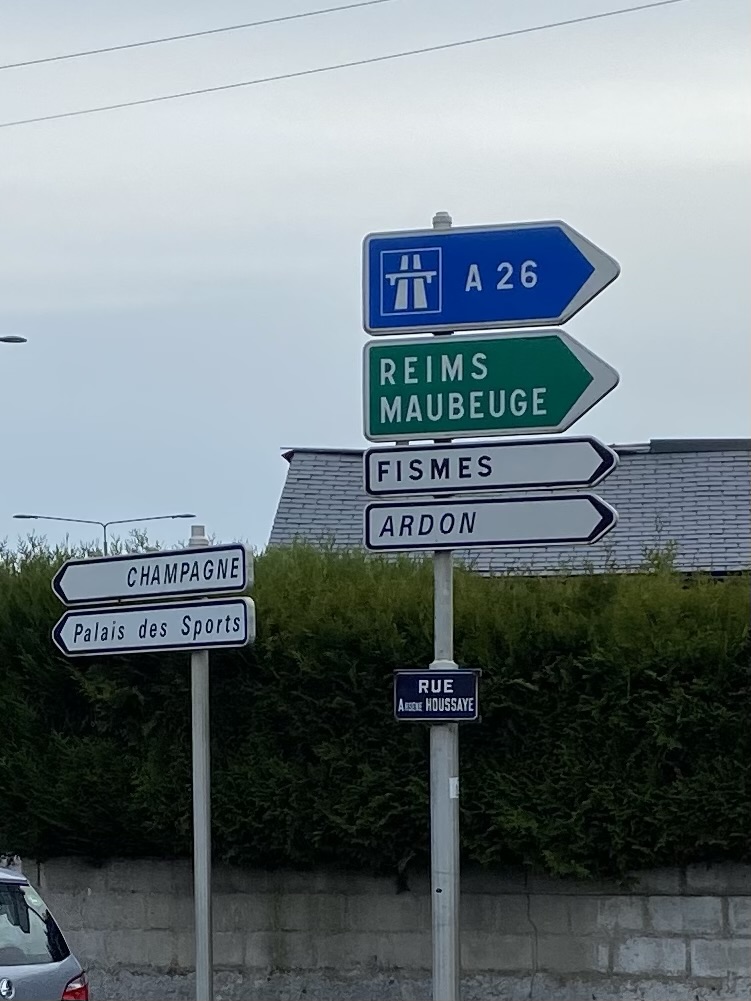 A 26
REIMS
MAUBEUGE
FISMES
ARDON
CHAMPAGNE
Palais des Sports
RUE
ARSÈNE HOUSSAYE